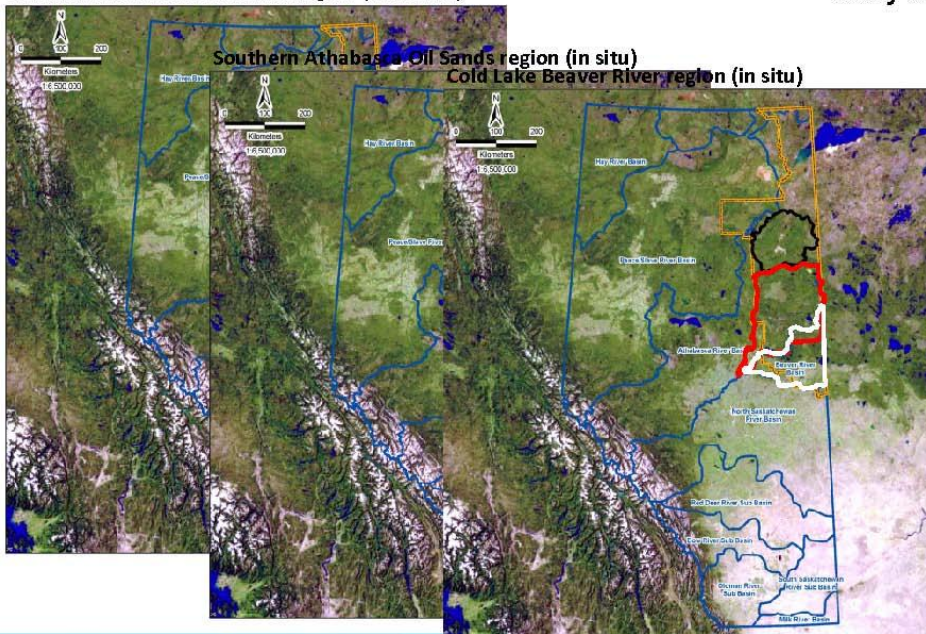 Southern Athabasca Oil Sands region (in situ)
Cold Lake Beaver River region (in situ)
N
0 100 200
Kilometers
1:6,500,000
Hay River Basin
N
0 100 200
Kilometers
1:6,500,000
Hay River Basin
Peace/Slave River
N
0 100 200
Kilometers
1:6,500,000
Hay River Basin
Peace/Slave River Basin
Athabasca River Bas
Beaver River
Basin
North Saskatchewan
River Basin
Red Deer River Sub Basin
Bow River Sub Basin
Oldman River
Sub Basin
South Saskatchewan
River Sub Basin
Milk River Basin